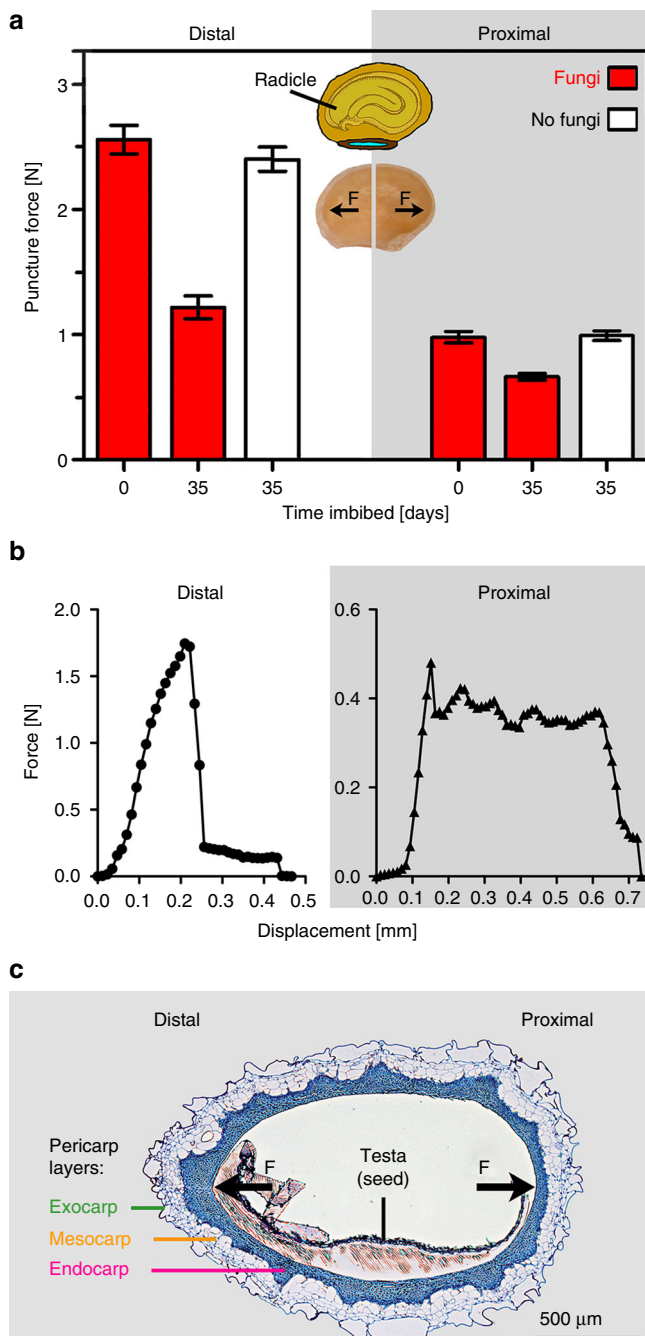 a
Distal
Proximal
Radicle
Fungi
No fungi
F
F
Puncture force [N]
3
2
1
0
0
35
35
0
35
35
Time imbibed [days]
b
Distal
Proximal
Force [N]
2.0
1.5
1.0
0.5
0.0
0.0
0.1
0.2
0.3
0.4
0.5
0.6
0.4
0.2
0.0
0.0
0.1
0.2
0.3
0.4
0.5
0.6
0.7
Displacement [mm]
c
Distal
Proximal
Pericarp
layers:
Exocarp
Mesocarp
Endocarp
F
Testa
(seed)
F
500 µm